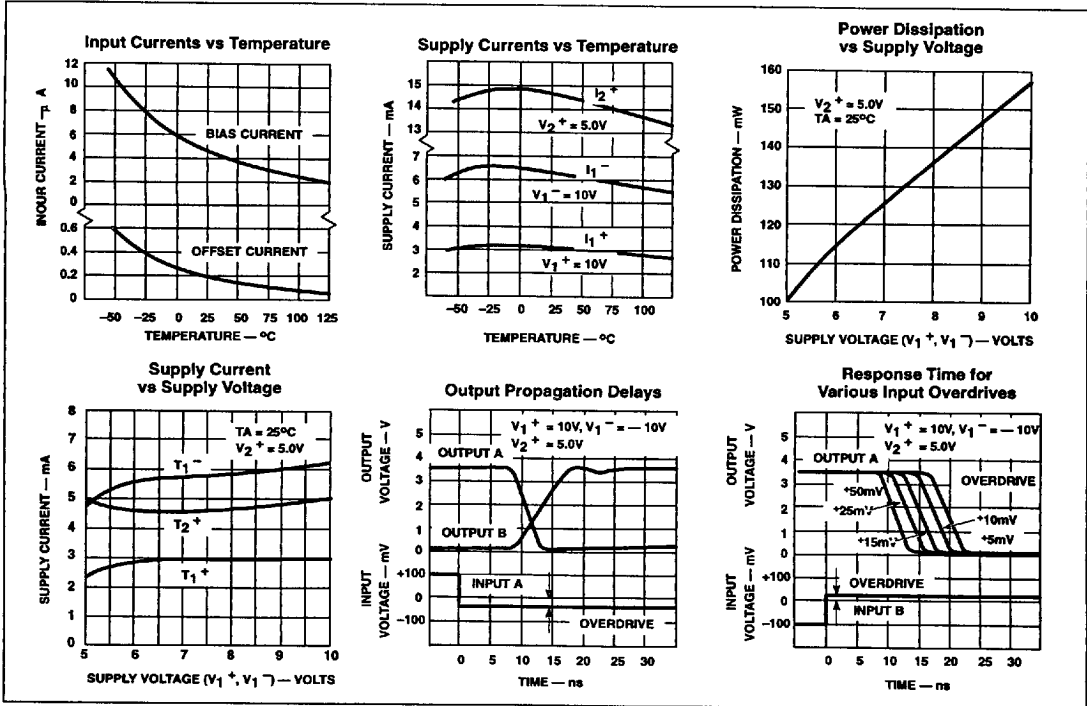 Input Currents vs Temperature
INOUR CURRENT —μ A
12
10
8
6
4
2
0
0.6
0.4
0.2
0
BIAS CURRENT
OFFSET CURRENT
–50 –25 0 25 50 75 100 125
TEMPERATURE — °C
Supply Currents vs Temperature
SUPPLY CURRENT — mA
15
14
13
7
6
5
4
3
2
I2+
V2+ = 5.0V
I1–
V1– = 10V
I1+
V1+ = 10V
–50 –25 0 25 50 75 100 125
TEMPERATURE — °C
Power Dissipation
vs Supply Voltage
POWER DISSIPATION — mW
160
150
140
130
120
110
100
V2+ = 5.0V
TA = 25°C
5 6 7 8 9 10
SUPPLY VOLTAGE (V1+, V1–) — VOLTS
Supply Current
vs Supply Voltage
SUPPLY CURRENT — mA
8
7
6
5
4
3
2
1
0
TA = 25°C
V2+ = 5.0V
T1–
T2+
T1+
5 6 7 8 9 10
SUPPLY VOLTAGE (V1+, V1–) — VOLTS
Output Propagation Delays
OUTPUT
VOLTAGE — V
5
4
3
2
1
0
V1+ = 10V, V1– = – 10V
V2+ = 5.0V
OUTPUT A
OUTPUT B
INPUT
VOLTAGE — mV
+100
0
–100
INPUT A
OVERDRIVE
0 5 10 15 20 25 30
TIME — ns
Response Time for
Various Input Overdrives
OUTPUT
VOLTAGE — V
5
4
3
2
1
0
V1+ = 10V, V1– = – 10V
V2+ = 5.0V
OUTPUT A
OVERDRIVE
+50mV
+25mV
+15mV
+10mV
+5mV
INPUT
VOLTAGE — mV
+100
0
–100
OVERDRIVE
INPUT B
0 5 10 15 20 25 30
TIME — ns